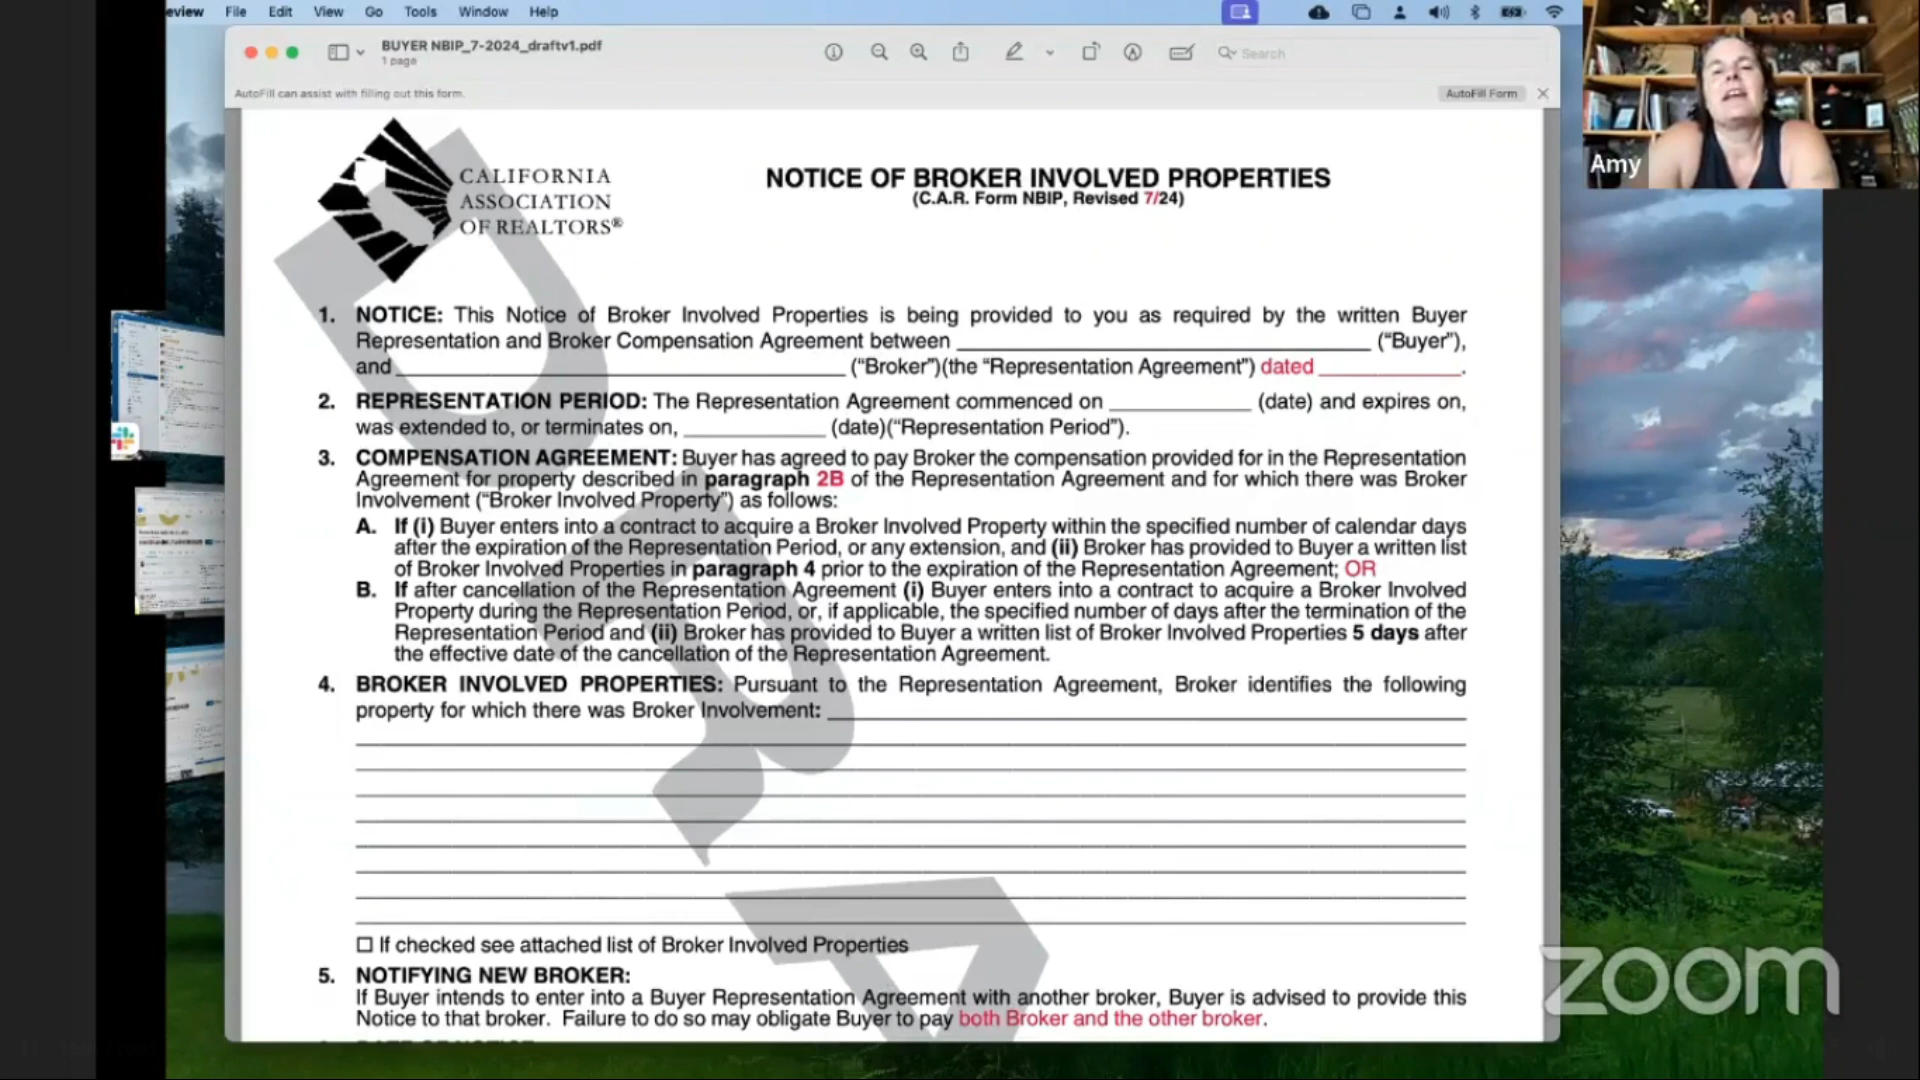 eview File Edit View Go Tools Window Help
BUYER NBIP_7-2024_draftv1.pdf
1 page
Search
AutoFill can assist with filling out this form.
AutoFill Form
Amy
CALIFORNIA
ASSOCIATION
OF REALTORS®
NOTICE OF BROKER INVOLVED PROPERTIES
(C.A.R. Form NBIP, Revised 7/24)
1. NOTICE: This Notice of Broker Involved Properties is being provided to you as required by the written Buyer
Representation and Broker Compensation Agreement between ____________________ (“Buyer”),
and ____________________ (“Broker”)(the “Representation Agreement”) dated __________.
2. REPRESENTATION PERIOD: The Representation Agreement commenced on __________ (date) and expires on,
was extended to, or terminates on, __________ (date)(“Representation Period”).
3. COMPENSATION AGREEMENT: Buyer has agreed to pay Broker the compensation provided for in the Representation
Agreement for property described in paragraph 2B of the Representation Agreement and for which there was Broker
Involvement (“Broker Involved Property”) as follows:
A. If (i) Buyer enters into a contract to acquire a Broker Involved Property within the specified number of calendar days
after the expiration of the Representation Period, or any extension, and (ii) Broker has provided to Buyer a written list
of Broker Involved Properties in paragraph 4 prior to the expiration of the Representation Agreement; OR
B. If after cancellation of the Representation Agreement (i) Buyer enters into a contract to acquire a Broker Involved
Property during the Representation Period, or, if applicable, the specified number of days after the termination of the
Representation Period and (ii) Broker has provided to Buyer a written list of Broker Involved Properties 5 days after
the effective date of the cancellation of the Representation Agreement.
4. BROKER INVOLVED PROPERTIES: Pursuant to the Representation Agreement, Broker identifies the following
property for which there was Broker Involvement: ____________________
☐ If checked see attached list of Broker Involved Properties
5. NOTIFYING NEW BROKER:
If Buyer intends to enter into a Buyer Representation Agreement with another broker, Buyer is advised to provide this
Notice to that broker. Failure to do so may obligate Buyer to pay both Broker and the other broker.
DRA
zoom